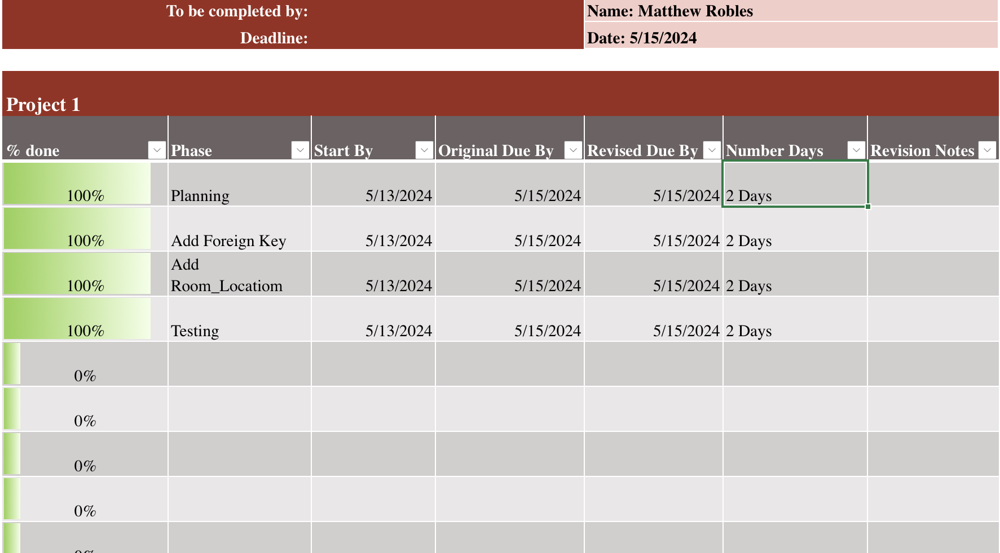 To be completed by: Name: Matthew Robles
Deadline: Date: 5/15/2024
Project 1
% done Phase Start By Original Due By Revised Due By Number Days Revision Notes
100% Planning 5/13/2024 5/15/2024 5/15/2024 2 Days
100% Add Foreign Key 5/13/2024 5/15/2024 5/15/2024 2 Days
Add
100% Room_Locatiom 5/13/2024 5/15/2024 5/15/2024 2 Days
100% Testing 5/13/2024 5/15/2024 5/15/2024 2 Days
0%
0%
0%
0%